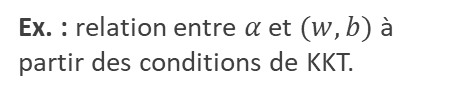 Ex. : relation entre α et (w, b) à
partir des conditions de KKT.